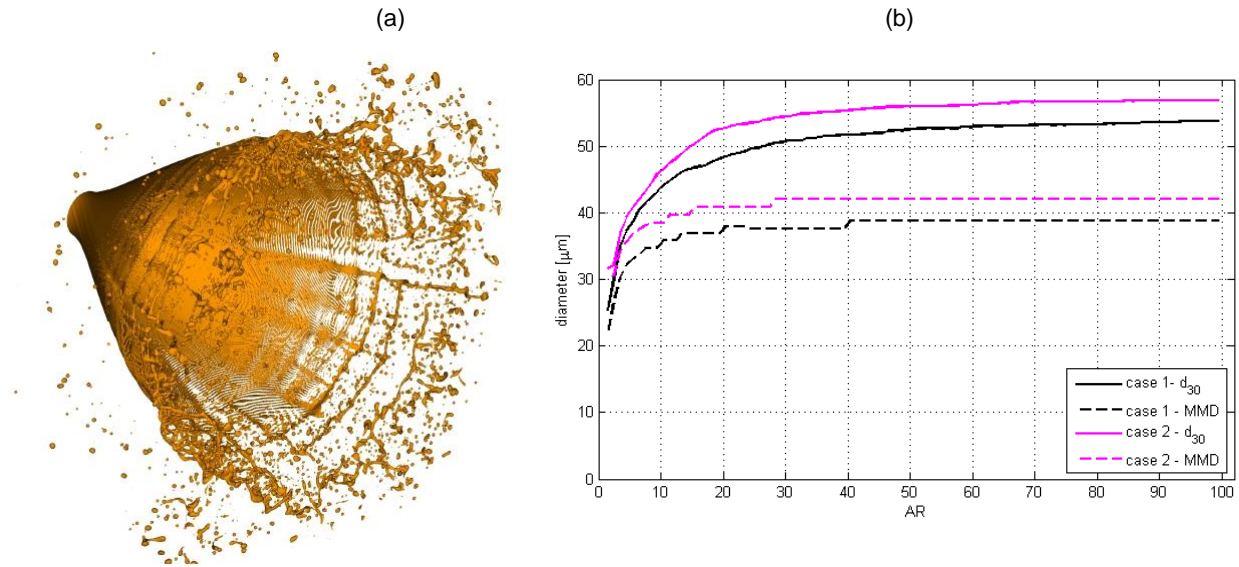 (a)
(b)
60
50
40
30
20
10
0
diameter [µm]
0 10 20 30 40 50 60 70 80 90 100
AR
case 1- d30
case 1 - MMD
case 2 - d30
case 2 - MMD